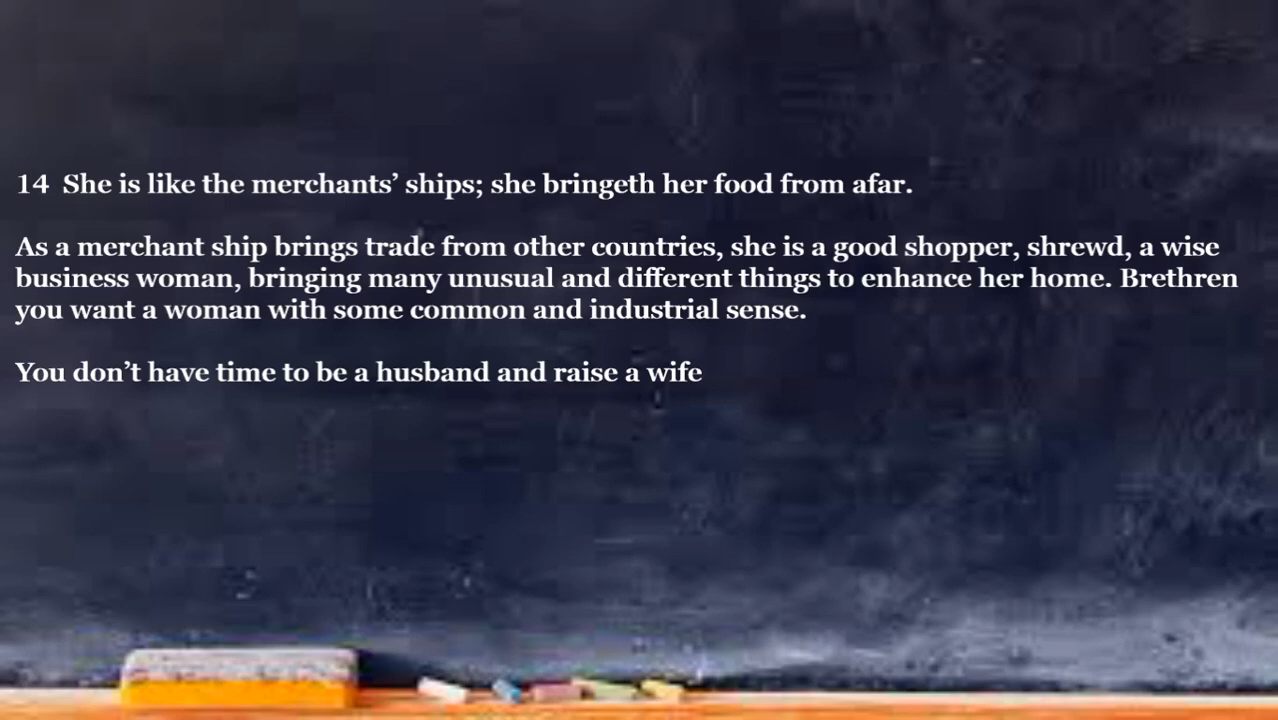 14 She is like the merchants’ ships; she bringeth her food from afar.
As a merchant ship brings trade from other countries, she is a good shopper, shrewd, a wise
business woman, bringing many unusual and different things to enhance her home. Brethren
you want a woman with some common and industrial sense.
You don’t have time to be a husband and raise a wife